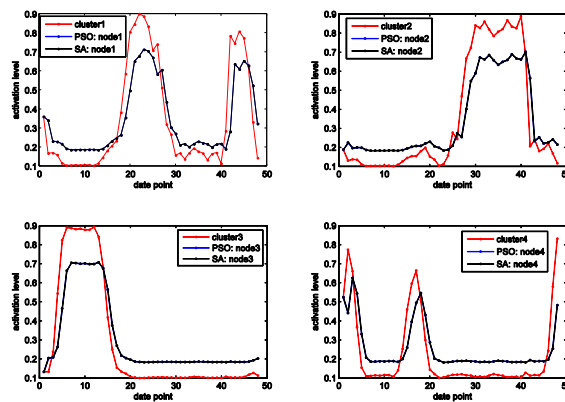 0.9
0.8
0.7
0.6
0.5
0.4
0.3
0.2
0.1
activation level
cluster1
PSO: node1
SA: node1
0 10 20 30 40 50
date point
0.9
0.8
0.7
0.6
0.5
0.4
0.3
0.2
0.1
activation level
cluster2
PSO: node2
SA: node2
0 10 20 30 40 50
date point
0.9
0.8
0.7
0.6
0.5
0.4
0.3
0.2
0.1
activation level
cluster3
PSO: node3
SA: node3
0 10 20 30 40 50
date point
0.9
0.8
0.7
0.6
0.5
0.4
0.3
0.2
0.1
activation level
cluster4
PSO: node4
SA: node4
0 10 20 30 40 50
date point